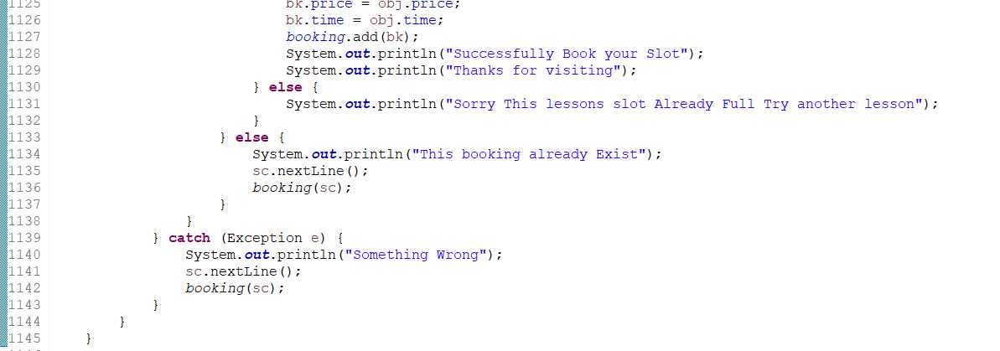 1125 bk.price = obj.price;
1126 bk.time = obj.time;
1127 booking.add(bk);
1128 System.out.println("Successfully Book your Slot");
1129 System.out.println("Thanks for visiting");
1130 } else {
1131 System.out.println("Sorry This lessons slot Already Full Try another lesson");
1132 }
1133 } else {
1134 System.out.println("This booking already Exist");
1135 sc.nextLine();
1136 booking(sc);
1137 }
1138 }
1139 } catch (Exception e) {
1140 System.out.println("Something Wrong");
1141 sc.nextLine();
1142 booking(sc);
1143 }
1144 }
1145 }